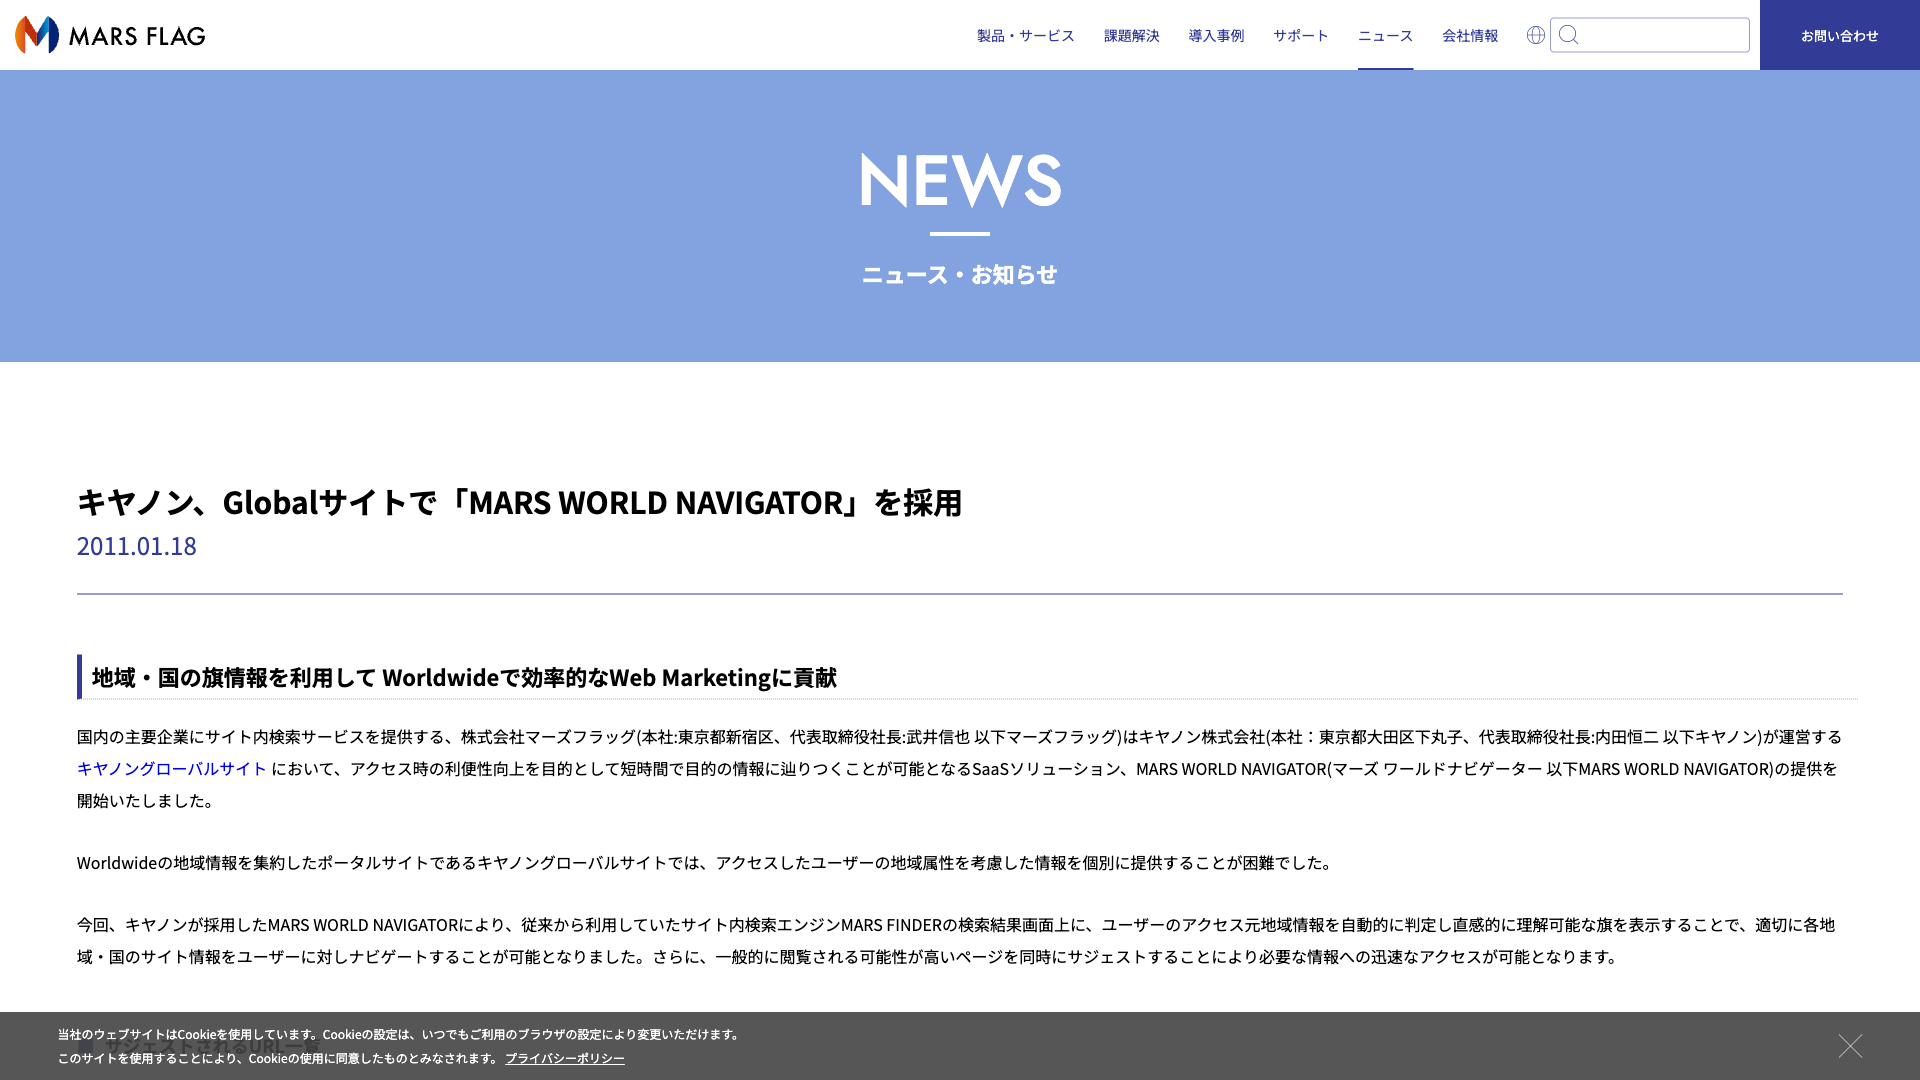 MARS FLAG
製品・サービス 課題解決 導入事例 サポート ニュース 会社情報 お問い合わせ
NEWS
ニュース・お知らせ
キヤノン、Globalサイトで「MARS WORLD NAVIGATOR」を採用
2011.01.18
地域・国の旗情報を利用して Worldwideで効率的なWeb Marketingに貢献
国内の主要企業にサイト内検索サービスを提供する、株式会社マーズフラッグ(本社:東京都新宿区、代表取締役社長:武井信也 以下マーズフラッグ)はキヤノン株式会社(本社：東京都大田区下丸子、代表取締役社長:内田恒二 以下キヤノン)が運営する
キヤノングローバルサイト において、アクセス時の利便性向上を目的として短時間で目的の情報に辿りつくことが可能となるSaaSソリューション、MARS WORLD NAVIGATOR(マーズ ワールドナビゲーター 以下MARS WORLD NAVIGATOR)の提供を
開始いたしました。
Worldwideの地域情報を集約したポータルサイトであるキヤノングローバルサイトでは、アクセスしたユーザーの地域属性を考慮した情報を個別に提供することが困難でした。
今回、キヤノンが採用したMARS WORLD NAVIGATORにより、従来から利用していたサイト内検索エンジンMARS FINDERの検索結果画面上に、ユーザーのアクセス元地域情報を自動的に判定し直感的に理解可能な旗を表示することで、適切に各地
域・国のサイト情報をユーザーに対しナビゲートすることが可能となりました。さらに、一般的に閲覧される可能性が高いページを同時にサジェストすることにより必要な情報への迅速なアクセスが可能となります。
サジェストされるURL一覧
当社のウェブサイトはCookieを使用しています。Cookieの設定は、いつでもご利用のブラウザの設定により変更いただけます。
このサイトを使用することにより、Cookieの使用に同意したものとみなされます。 プライバシーポリシー